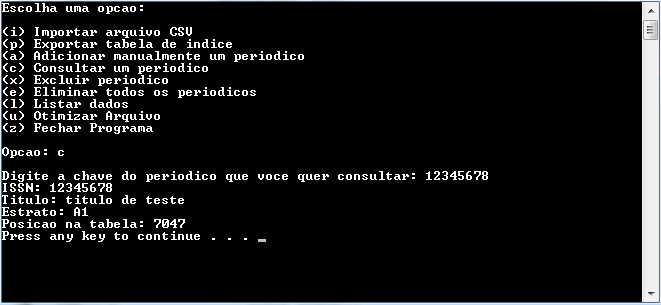 Escolha uma opcao:
(i) Importar arquivo CSV
(p) Exportar tabela de indice
(a) Adicionar manualmente um periodico
(c) Consultar um periodico
(x) Excluir periodico
(e) Eliminar todos os periodicos
(l) Listar dados
(u) Otimizar Arquivo
(z) Fechar Programa
Opcao: c
Digite a chave do periodico que voce quer consultar: 12345678
ISSN: 12345678
Titulo: titulo de teste
Estrato: A1
Posicao na tabela: 7047
Press any key to continue . . . _